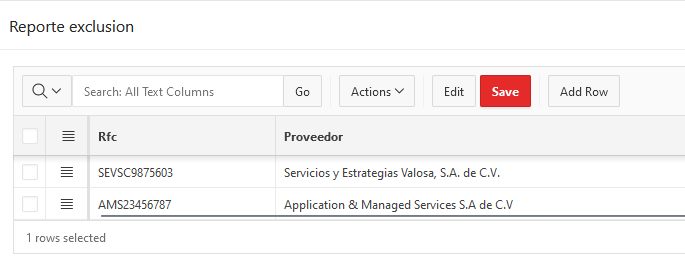 Reporte exclusion
Search: All Text Columns Go Actions Edit Save Add Row
Rfc Proveedor
SEVSC9875603 Servicios y Estrategias Valosa, S.A. de C.V.
AMS23456787 Application & Managed Services S.A de C.V
1 rows selected